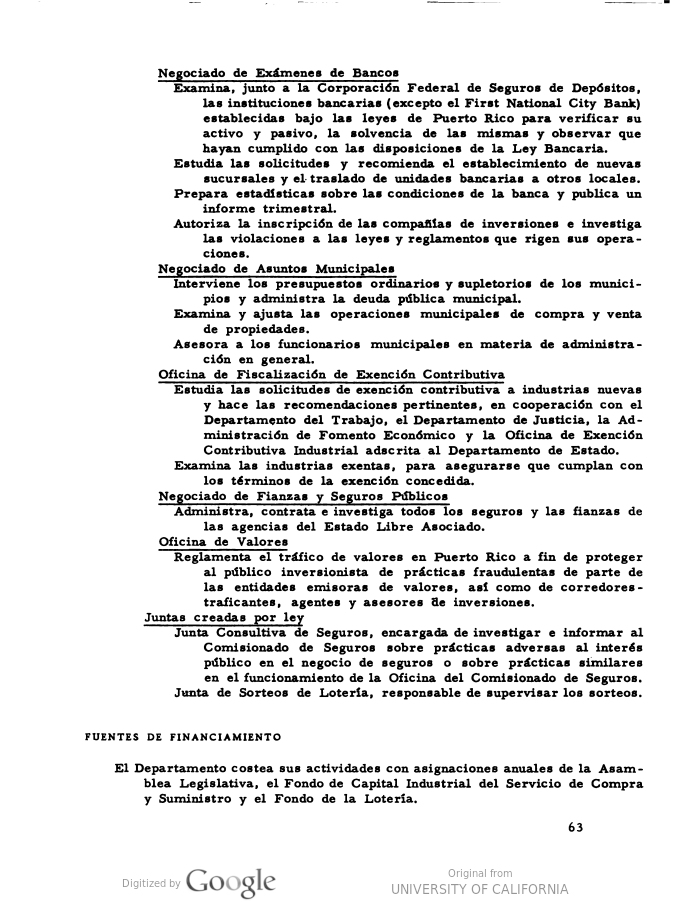 Negociado de Exámenes de Bancos
Examina, junto a la Corporación Federal de Seguros de Depósitos,
las instituciones bancarias (excepto el First National City Bank)
establecidas bajo las leyes de Puerto Rico para verificar su
activo y pasivo, la solvencia de las mismas y observar que
hayan cumplido con las disposiciones de la Ley Bancaria.
Estudia las solicitudes y recomienda el establecimiento de nuevas
sucursales y el traslado de unidades bancarias a otros locales.
Prepara estadísticas sobre las condiciones de la banca y publica un
informe trimestral.
Autoriza la inscripción de las compañías de inversiones e investiga
las violaciones a las leyes y reglamentos que rigen sus opera-
ciones.
Negociado de Asuntos Municipales
Interviene los presupuestos ordinarios y supletorios de los munici-
pios y administra la deuda pública municipal.
Examina y ajusta las operaciones municipales de compra y venta
de propiedades.
Asesora a los funcionarios municipales en materia de administra-
ción en general.
Oficina de Fiscalización de Exención Contributiva
Estudia las solicitudes de exención contributiva a industrias nuevas
y hace las recomendaciones pertinentes, en cooperación con el
Departamento del Trabajo, el Departamento de Justicia, la Ad-
ministración de Fomento Económico y la Oficina de Exención
Contributiva Industrial adscrita al Departamento de Estado.
Examina las industrias exentas, para asegurarse que cumplan con
los términos de la exención concedida.
Negociado de Fianzas y Seguros Públicos
Administra, contrata e investiga todos los seguros y las fianzas de
las agencias del Estado Libre Asociado.
Oficina de Valores
Reglamenta el tráfico de valores en Puerto Rico a fin de proteger
al público inversionista de prácticas fraudulentas de parte de
las entidades emisoras de valores, así como de corredores-
traficantes, agentes y asesores de inversiones.
Juntas creadas por ley
Junta Consultiva de Seguros, encargada de investigar e informar al
Comisionado de Seguros sobre prácticas adversas al interés
público en el negocio de seguros o sobre prácticas similares
en el funcionamiento de la Oficina del Comisionado de Seguros.
Junta de Sorteos de Lotería, responsable de supervisar los sorteos.
FUENTES DE FINANCIAMIENTO
El Departamento costea sus actividades con asignaciones anuales de la Asam-
blea Legislativa, el Fondo de Capital Industrial del Servicio de Compra
y Suministro y el Fondo de la Lotería.
63
Digitized by Google
Original from
UNIVERSITY OF CALIFORNIA